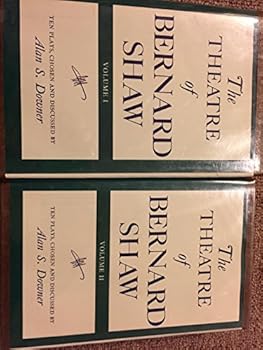 The
THEATRE
of
BERNARD
SHAW
VOLUME I
TEN PLAYS, CHOSEN AND DISCUSSED BY
Alan S. Downer
The
THEATRE
of
BERNARD
SHAW
VOLUME II
TEN PLAYS, CHOSEN AND DISCUSSED BY
Alan S. Downer